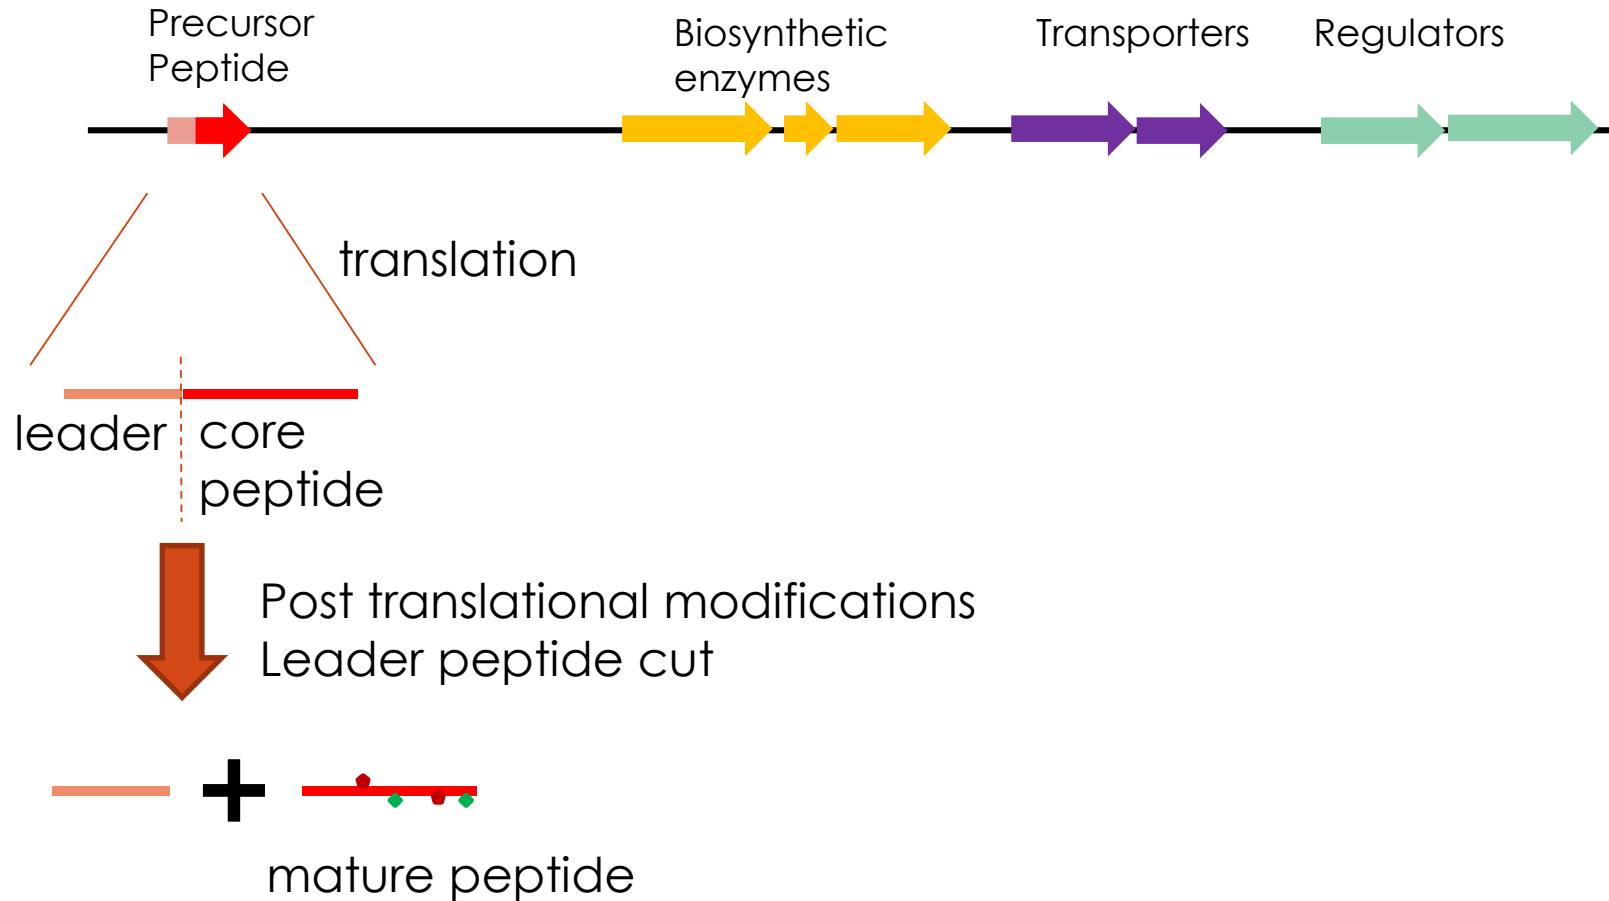 Precursor
Peptide
Biosynthetic
enzymes
Transporters
Regulators
translation
leader
core
peptide
Post translational modifications
Leader peptide cut
mature peptide